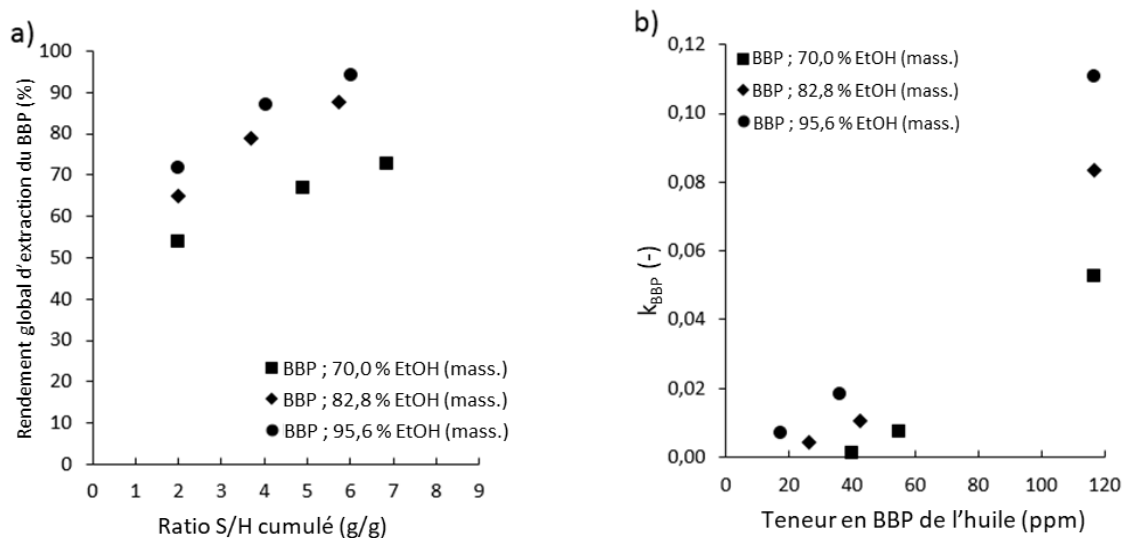 a)
Rendement global d'extraction du BBP (%)
100
90
80
70
60
50
40
30
20
10
0
BBP ; 70,0 % EtOH (mass.)
BBP ; 82,8 % EtOH (mass.)
BBP ; 95,6 % EtOH (mass.)
0 1 2 3 4 5 6 7 8 9
Ratio S/H cumulé (g/g)
b)
k_BBP (-)
0,12
0,10
0,08
0,06
0,04
0,02
0,00
BBP ; 70,0 % EtOH (mass.)
BBP ; 82,8 % EtOH (mass.)
BBP ; 95,6 % EtOH (mass.)
0 20 40 60 80 100 120
Teneur en BBP de l'huile (ppm)